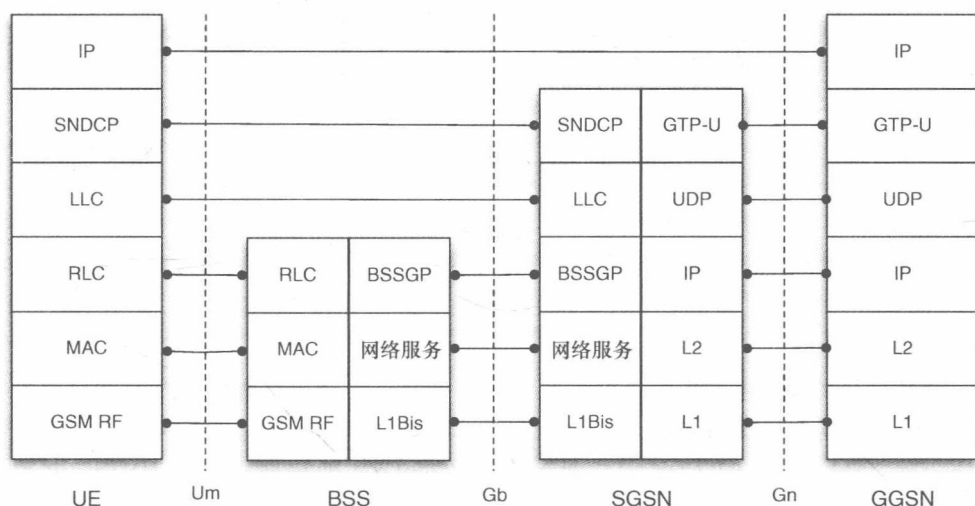 IP
IP
SNDCP
SNDCP
GTP-U
GTP-U
LLC
LLC
UDP
UDP
RLC
RLC
BSSGP
BSSGP
IP
IP
MAC
MAC
网络服务
网络服务
L2
L2
GSM RF
GSM RF
L1Bis
L1Bis
L1
L1
UE
Um
BSS
Gb
SGSN
Gn
GGSN